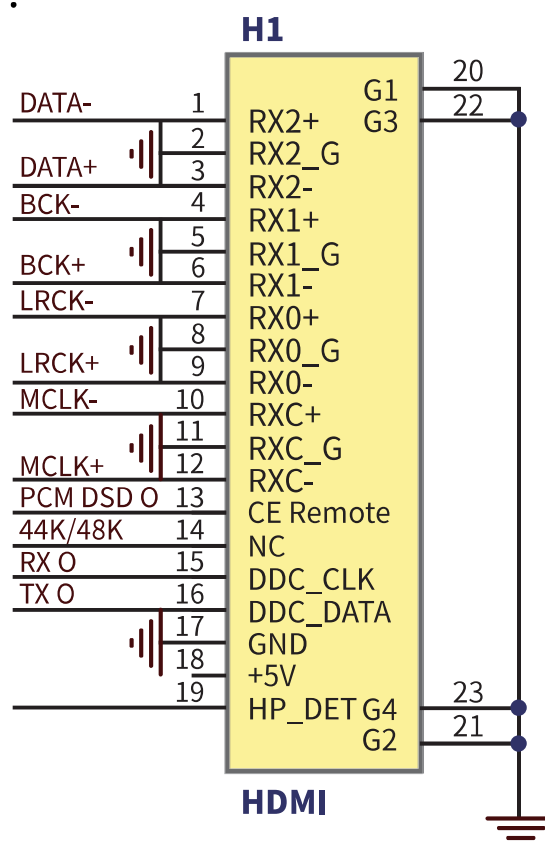 H1
DATA- 1 RX2+
2 RX2_G
DATA+ 3 RX2-
BCK- 4 RX1+
5 RX1_G
BCK+ 6 RX1-
LRCK- 7 RX0+
8 RX0_G
LRCK+ 9 RX0-
MCLK- 10 RXC+
11 RXC_G
MCLK+ 12 RXC-
PCM DSD O 13 CE Remote
44K/48K 14 NC
RX O 15 DDC_CLK
TX O 16 DDC_DATA
17 GND
18 +5V
19 HP_DET
G1 20
G3 22
G4 23
G2 21
HDMI